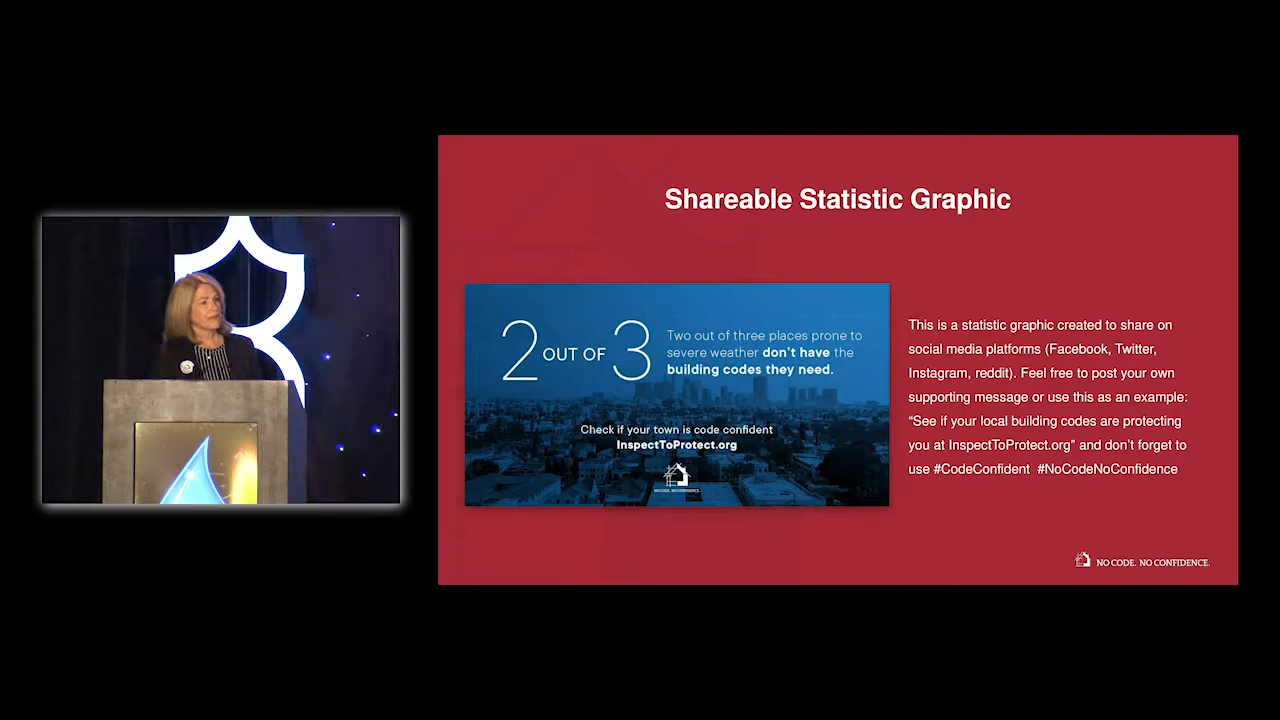 Shareable Statistic Graphic
2 OUT OF 3
Two out of three places prone to
severe weather don't have the
building codes they need.
Check if your town is code confident
InspectToProtect.org
NO CODE. NO CONFIDENCE.
This is a statistic graphic created to share on
social media platforms (Facebook, Twitter,
Instagram, reddit). Feel free to post your own
supporting message or use this as an example:
“See if your local building codes are protecting
you at InspectToProtect.org” and don’t forget to
use #CodeConfident #NoCodeNoConfidence
NO CODE. NO CONFIDENCE.